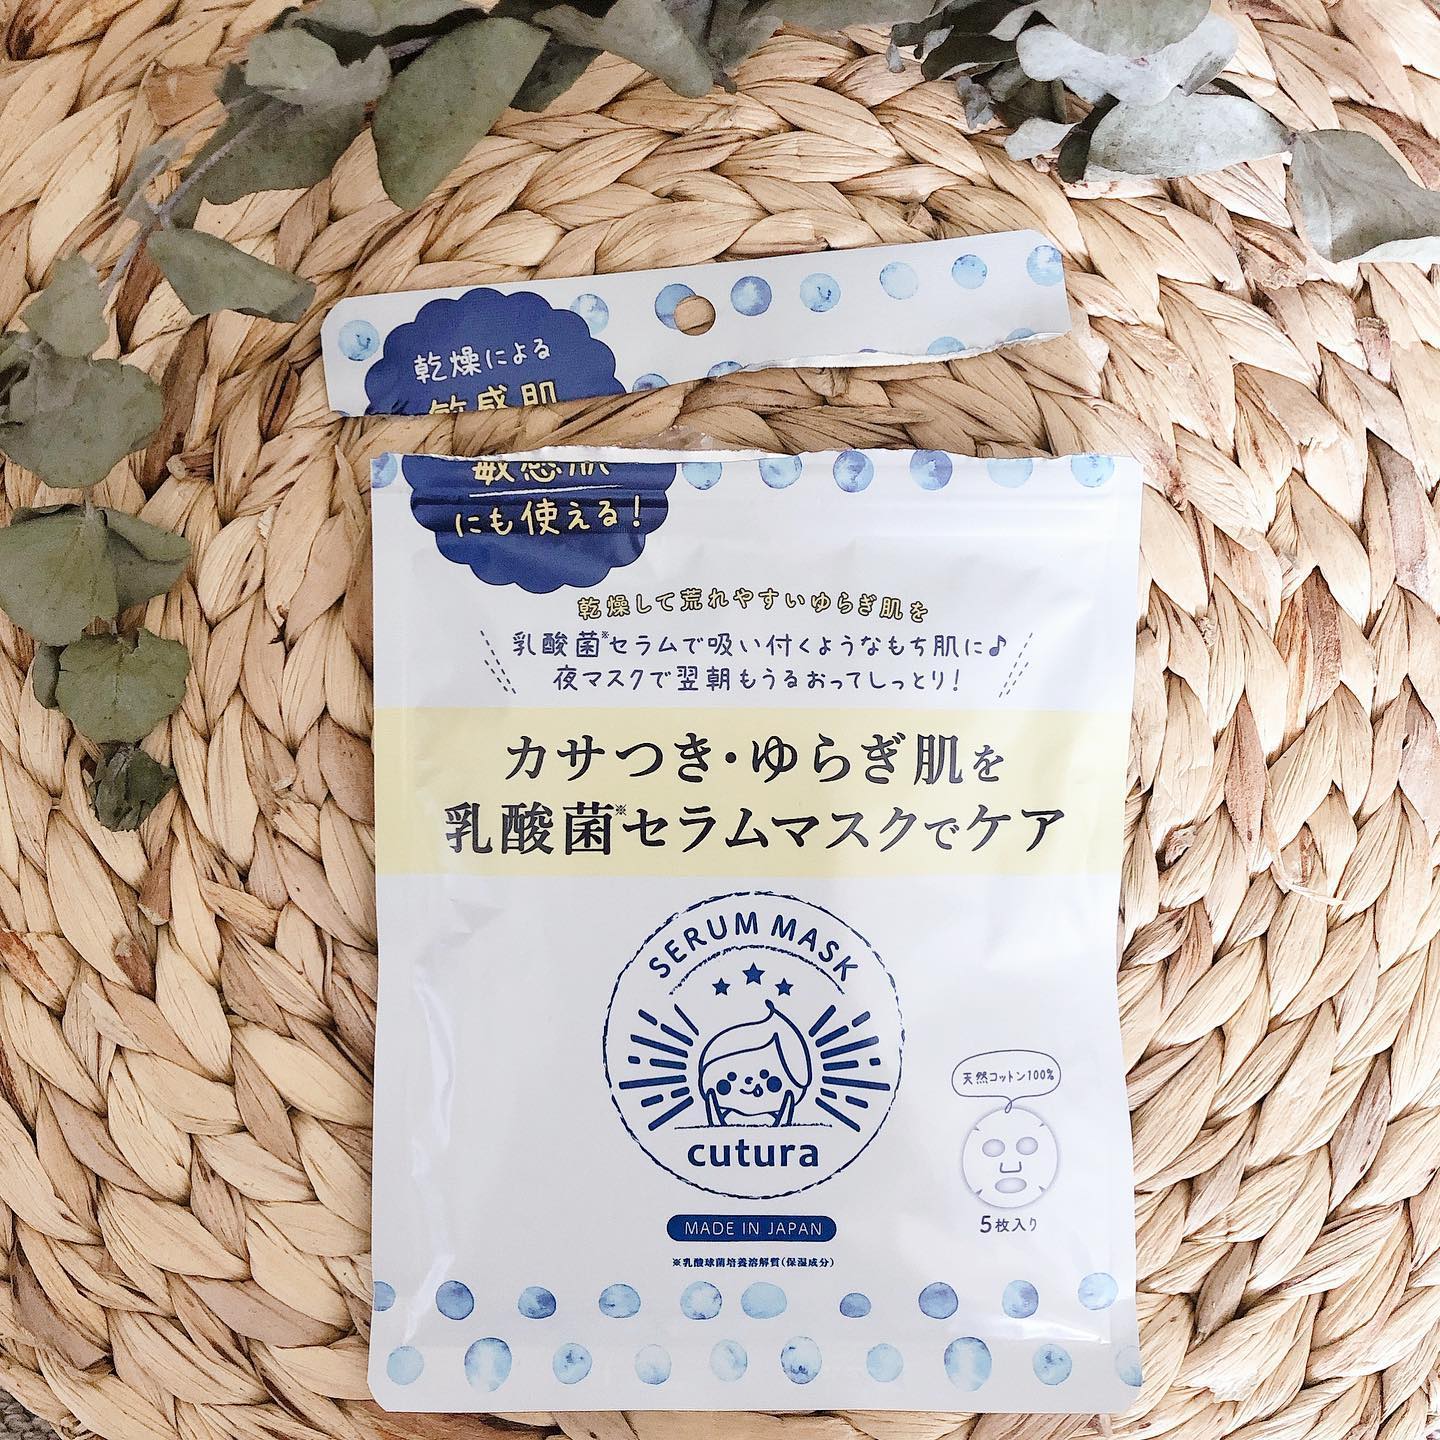 乾燥による
敏感肌
敏感肌
にも使える!
乾燥して荒れやすいゆらぎ肌を
乳酸菌※セラムで吸い付くようなもち肌に♪
夜マスクで翌朝もうるおってしっとり!
カサつき・ゆらぎ肌を
乳酸菌※セラムマスクでケア
SERUM MASK
cutura
天然コットン100%
5枚入り
MADE IN JAPAN
※乳酸球菌培養溶解質(保湿成分)